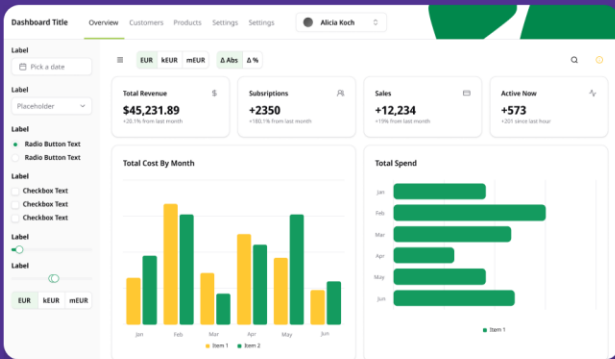 Dashboard Title
Overview Customers Products Settings Settings
Alicia Koch
Label
Pick a date
Label
Placeholder
Label
Radio Button Text
Radio Button Text
Label
Checkbox Text
Checkbox Text
Checkbox Text
Label
Label
EUR kEUR mEUR
EUR kEUR mEUR
Δ Abs Δ %
Total Revenue
$
$45,231.89
+20.1% from last month
Subsriptions
+2350
+180.1% from last month
Sales
+12,234
+19% from last month
Active Now
+573
+201 since last hour
Total Cost By Month
Jan Feb Mar Apr May Jun
Item 1 Item 2
Total Spend
Jan
Feb
Mar
Apr
May
Jun
Item 1